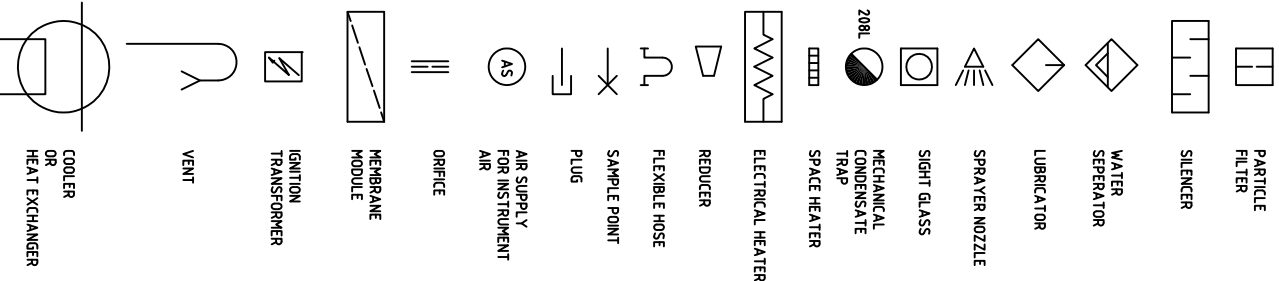 PARTICLE
FILTER
SILENCER
WATER
SEPERATOR
LUBRICATOR
SPRAYER NOZZLE
SIGHT GLASS
208L
MECHANICAL
CONDENSATE
TRAP
SPACE HEATER
ELECTRICAL HEATER
REDUCER
FLEXIBLE HOSE
SAMPLE POINT
PLUG
AS
AIR SUPPLY
FOR INSTRUMENT
AIR
ORIFICE
MEMBRANE
MODULE
IGNITION
TRANSFORMER
VENT
COOLER
OR
HEAT EXCHANGER